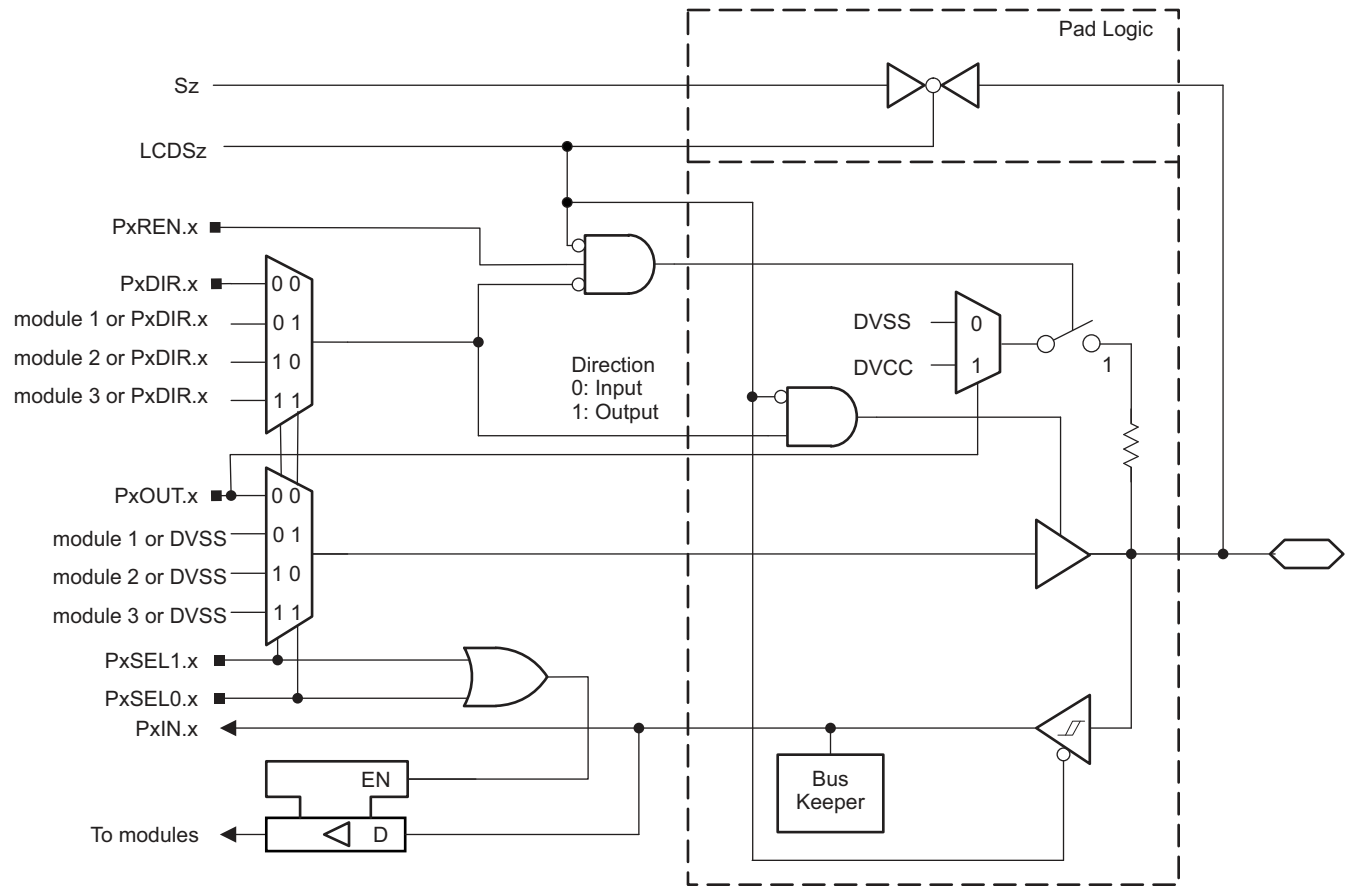 Pad Logic
Sz
LCDSz
PxREN.x
PxDIR.x
0 0
module 1 or PxDIR.x
0 1
module 2 or PxDIR.x
1 0
module 3 or PxDIR.x
1 1
Direction
0: Input
1: Output
DVSS
0
DVCC
1
1
PxOUT.x
0 0
module 1 or DVSS
0 1
module 2 or DVSS
1 0
module 3 or DVSS
1 1
PxSEL1.x
PxSEL0.x
PxIN.x
EN
Bus
Keeper
To modules
D